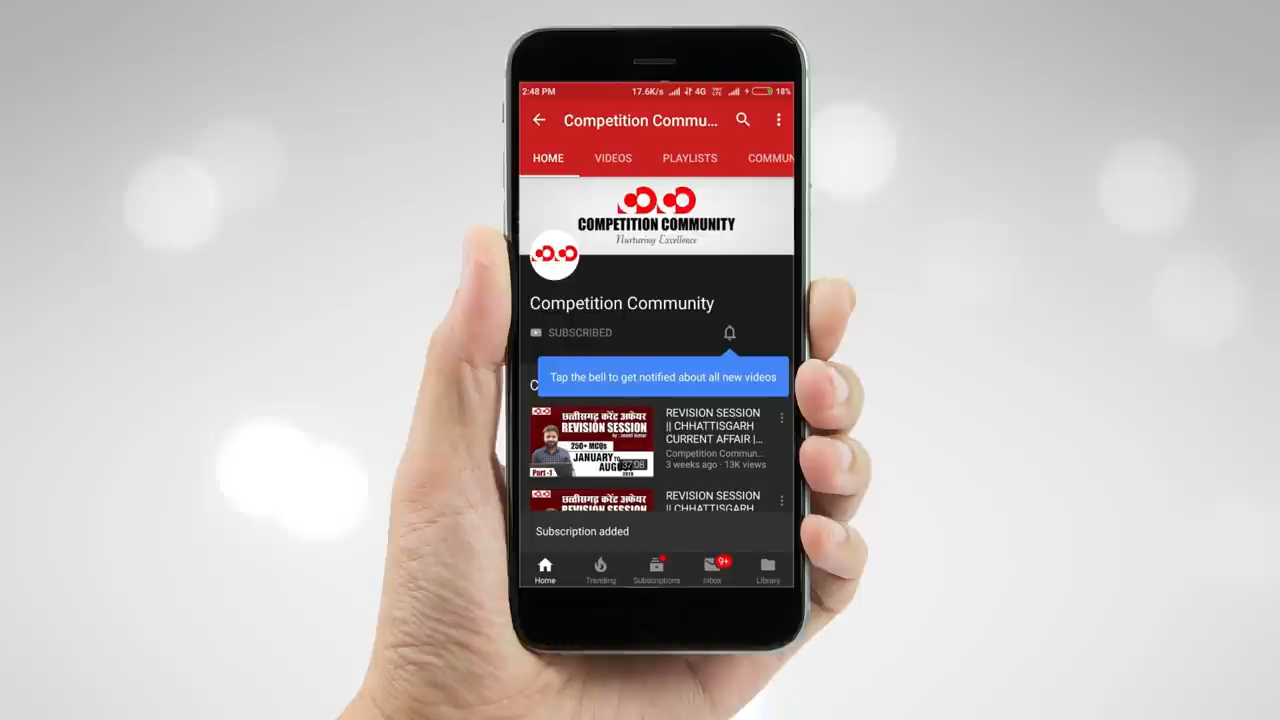 2:48 PM
17.6K/s 4G 18%
Competition Commu...
HOME VIDEOS PLAYLISTS COMMUN
COMPETITION COMMUNITY
Nurturing Excellence
Competition Community
SUBSCRIBED
Tap the bell to get notified about all new videos
C
छत्तीसगढ़ करेंट अफेयर
REVISION SESSION
250+ MCQs
JANUARY TO
AUGUST
37:08
Part -1
REVISION SESSION
|| CHHATTISGARH
CURRENT AFFAIR |...
Competition Commun...
3 weeks ago · 13K views
छत्तीसगढ़ करेंट अफेयर
REVISION SESSION
REVISION SESSION
|| CHHATTISGARH
Subscription added
9+
Home Trending Subscriptions Inbox Library